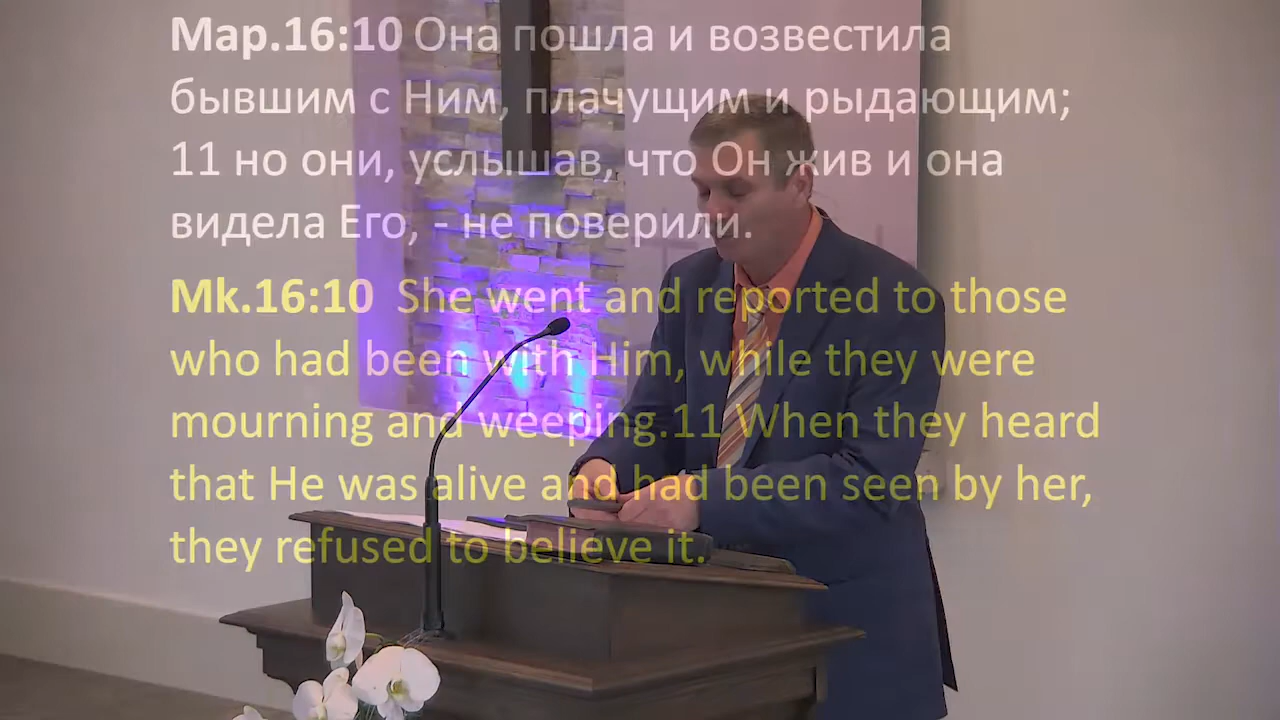 Мар.16:10 Она пошла и возвестила
бывшим с Ним, плачущим и рыдающим;
11 но они, услышав, что Он жив и она
видела Его, - не поверили.
Mk.16:10 She went and reported to those
who had been with Him, while they were
mourning and weeping.11 When they heard
that He was alive and had been seen by her,
they refused to believe it.